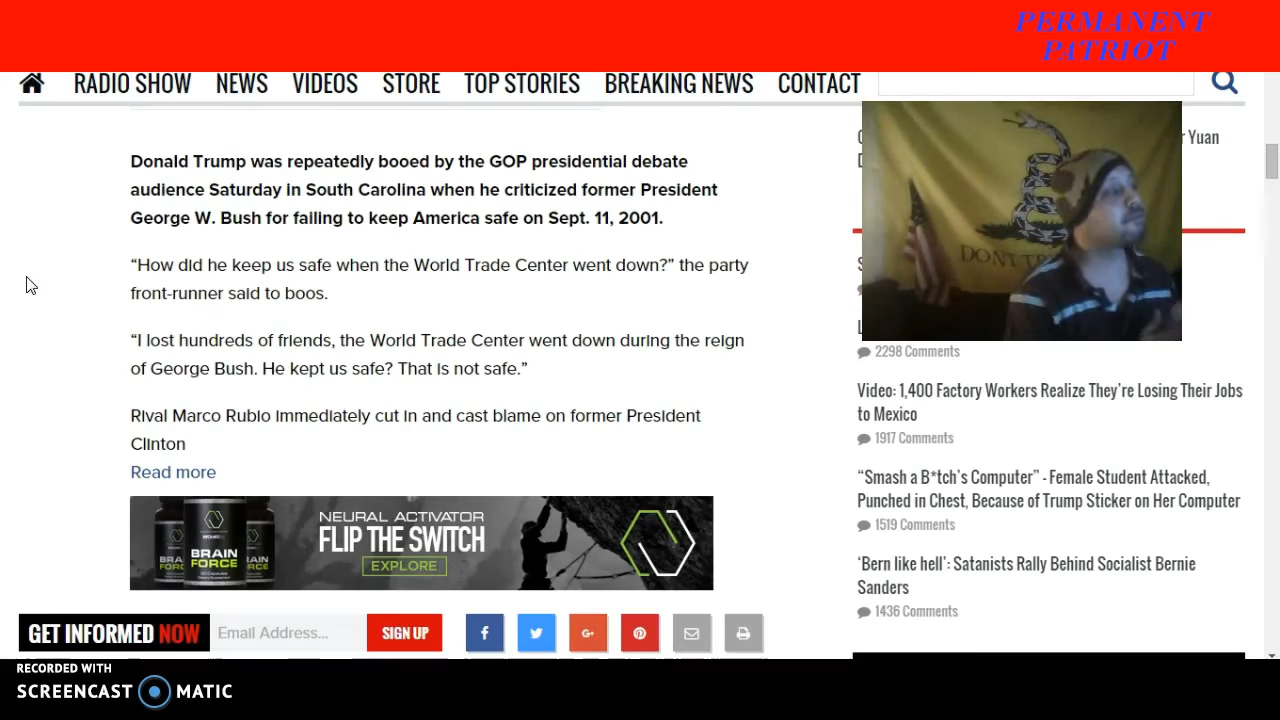 PERMANENT
PATRIOT
RADIO SHOW NEWS VIDEOS STORE TOP STORIES BREAKING NEWS CONTACT
Donald Trump was repeatedly booed by the GOP presidential debate
audience Saturday in South Carolina when he criticized former President
George W. Bush for failing to keep America safe on Sept. 11, 2001.
“How did he keep us safe when the World Trade Center went down?” the party
front-runner said to boos.
“I lost hundreds of friends, the World Trade Center went down during the reign
of George Bush. He kept us safe? That is not safe.”
Rival Marco Rubio immediately cut in and cast blame on former President
Clinton
Read more
BRAIN
FORCE
NEURAL ACTIVATOR
FLIP THE SWITCH
EXPLORE
GET INFORMED NOW Email Address... SIGN UP
Yuan
DON'T
2298 Comments
Video: 1,400 Factory Workers Realize They’re Losing Their Jobs
to Mexico
1917 Comments
“Smash a B*tch’s Computer” - Female Student Attacked,
Punched in Chest, Because of Trump Sticker on Her Computer
1519 Comments
‘Bern like hell’: Satanists Rally Behind Socialist Bernie
Sanders
1436 Comments
RECORDED WITH
SCREENCAST MATIC